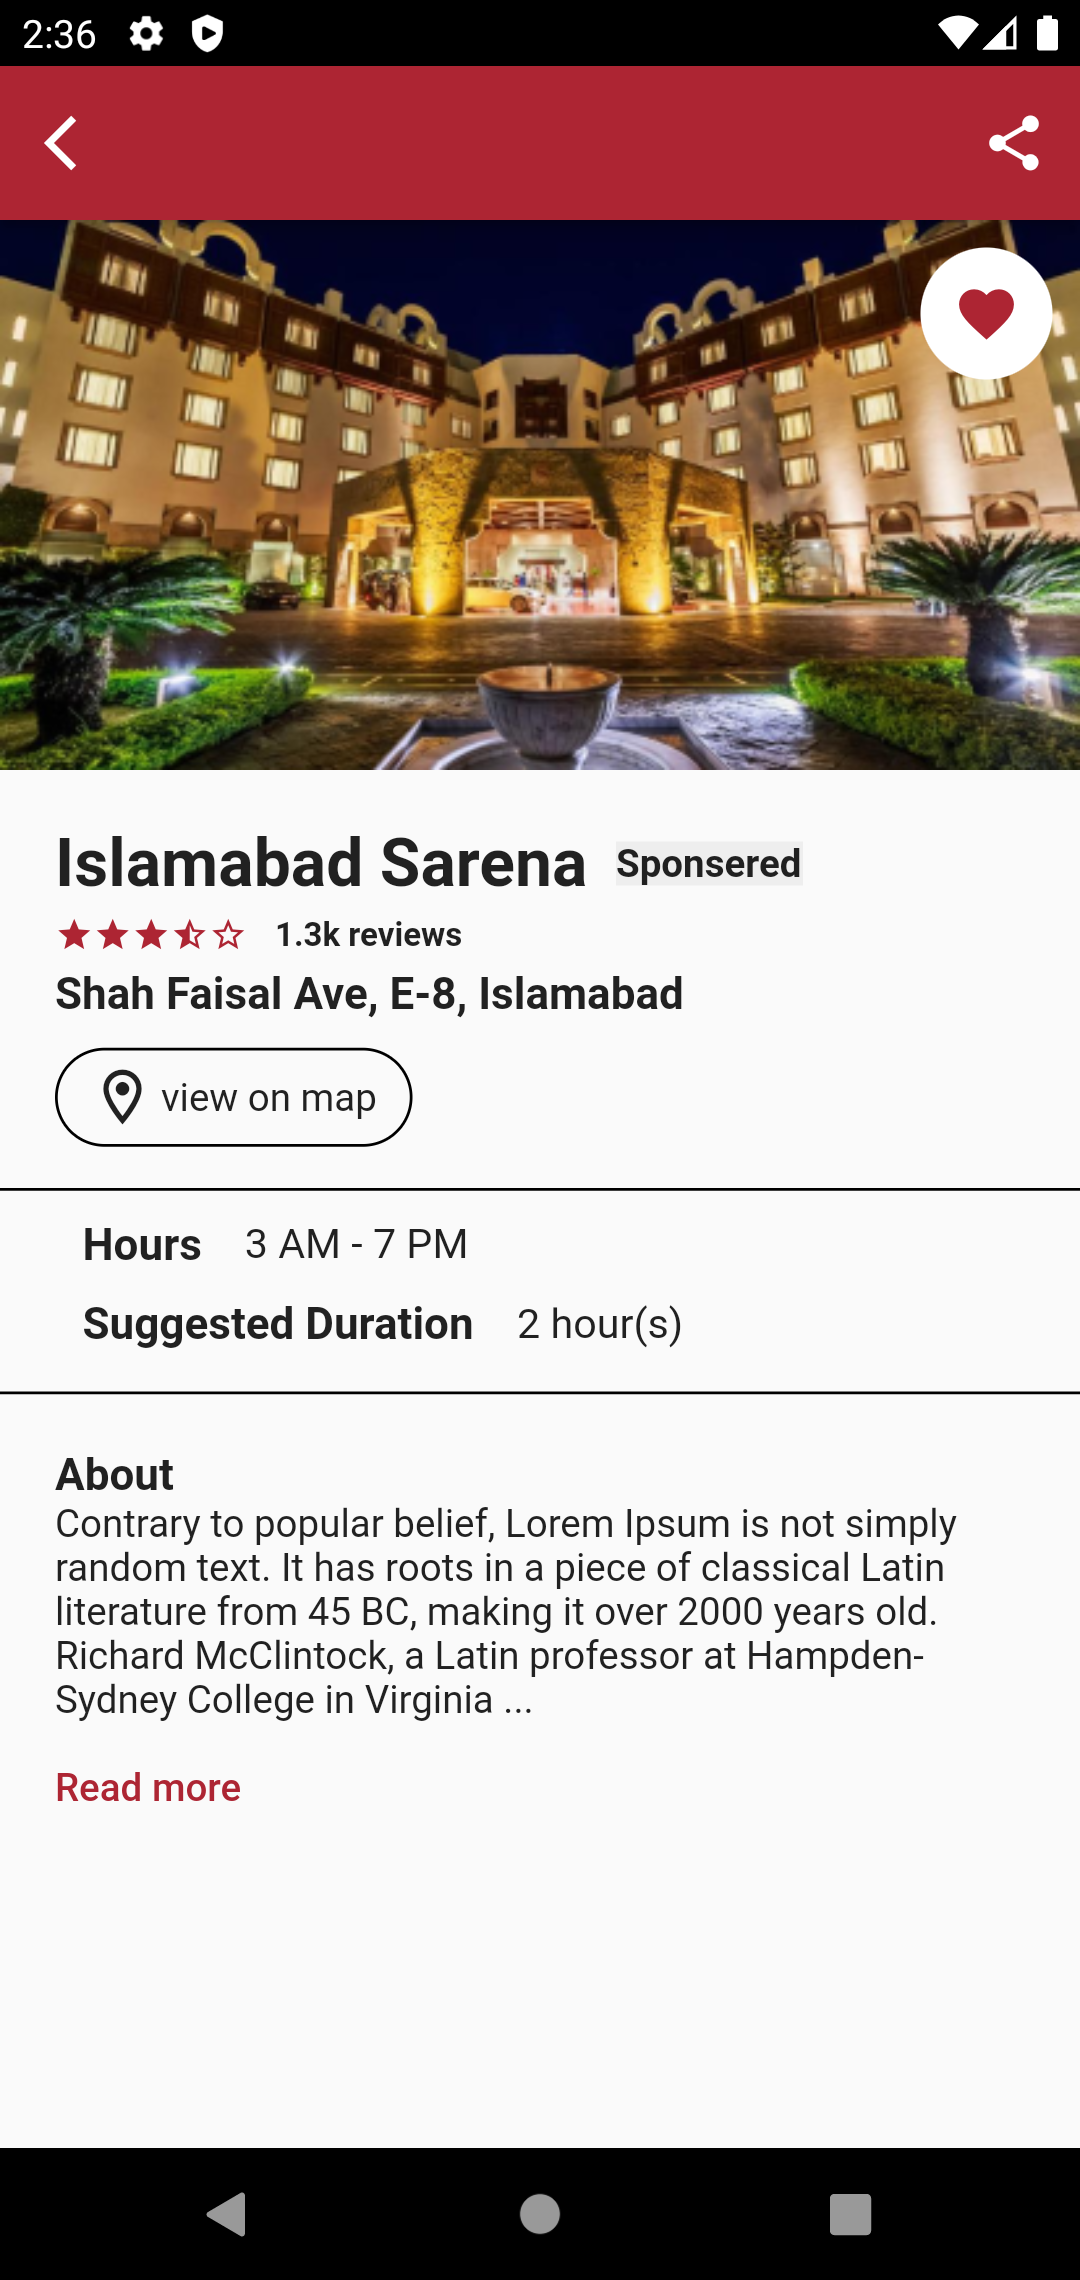 2:36
Islamabad Sarena Sponsered
1.3k reviews
Shah Faisal Ave, E-8, Islamabad
view on map
Hours 3 AM - 7 PM
Suggested Duration 2 hour(s)
About
Contrary to popular belief, Lorem Ipsum is not simply
random text. It has roots in a piece of classical Latin
literature from 45 BC, making it over 2000 years old.
Richard McClintock, a Latin professor at Hampden-
Sydney College in Virginia ...
Read more